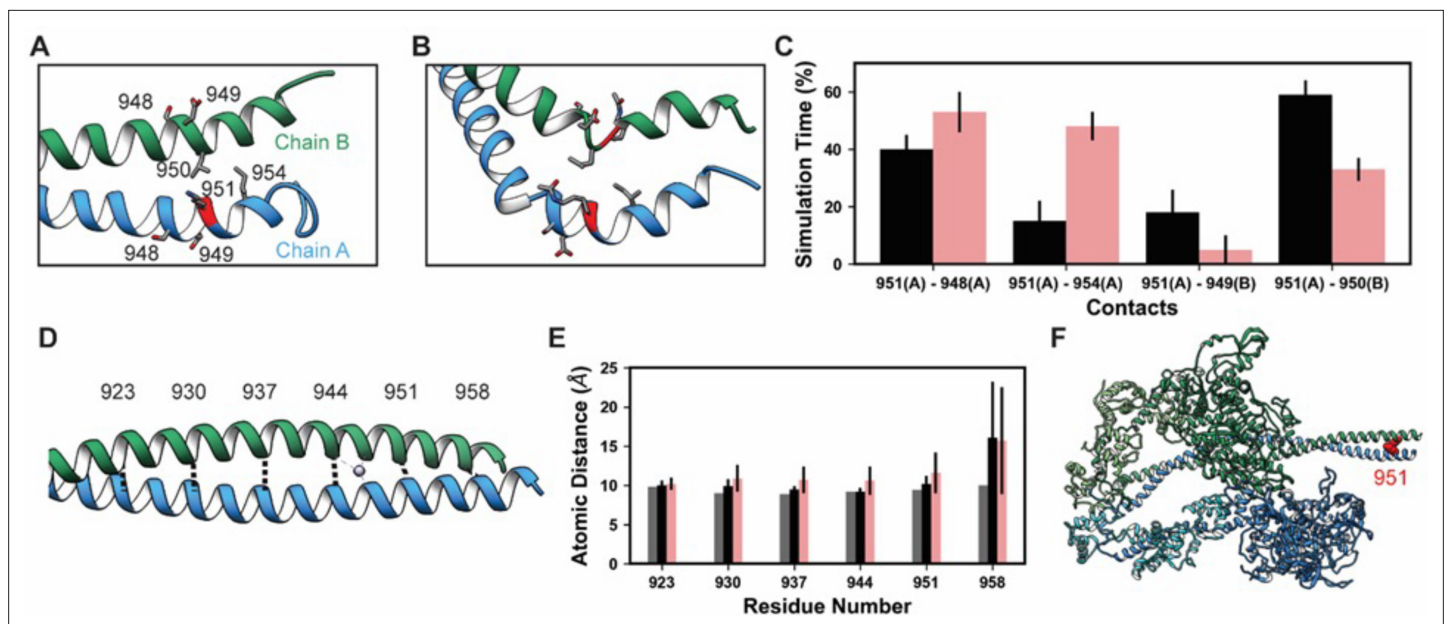 A
948
949
Chain B
950
951
954
948
949
Chain A
B
C
Simulation Time (%)
60
40
20
0
951(A) - 948(A)
951(A) - 954(A)
951(A) - 949(B)
951(A) - 950(B)
Contacts
D
923 930 937 944 951 958
E
Atomic Distance (Å)
25
20
15
10
5
0
923 930 937 944 951 958
Residue Number
F
951